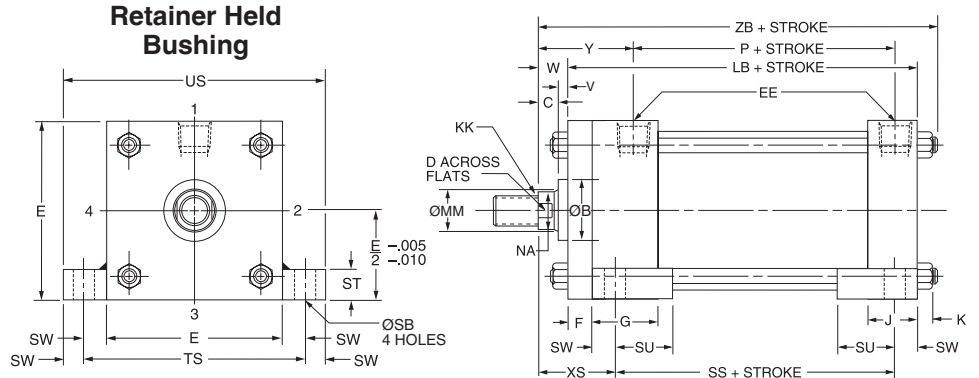 Retainer Held
Bushing
US
1
E
4
2
E/2 -.005
-.010
ST
3
ØSB
4 HOLES
SW
E
SW
SW
TS
SW
ZB + STROKE
Y
P + STROKE
W
LB + STROKE
V
C
EE
KK
D ACROSS
FLATS
ØMM
ØB
NA
F
G
J
K
SW
SU
SU
SW
XS
SS + STROKE